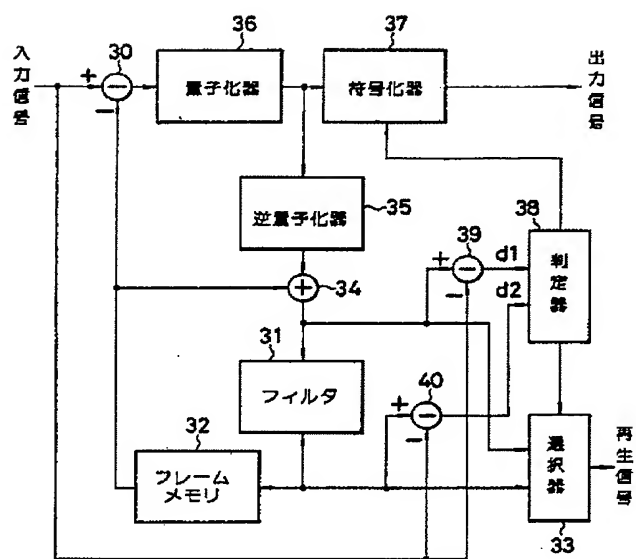 入力信号
30
+
−
36
量子化器
37
符号化器
出力信号
逆量子化器
35
+
34
38
判定器
39
d1
+
−
−
d2
31
フィルタ
40
+
−
−
32
フレーム
メモリ
選択器
33
再生信号